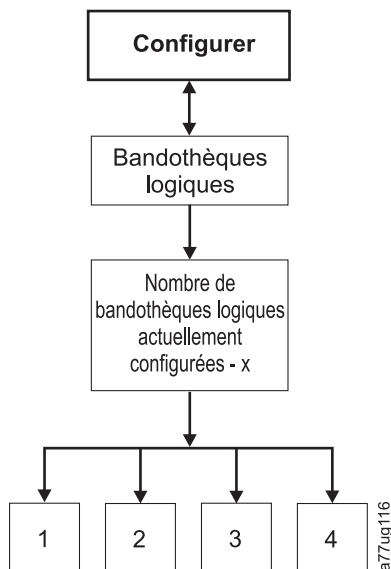 Configurer
Bandothèques
logiques
Nombre de
bandothèques logiques
actuellement
configurées - x
1
2
3
4
a77ug116